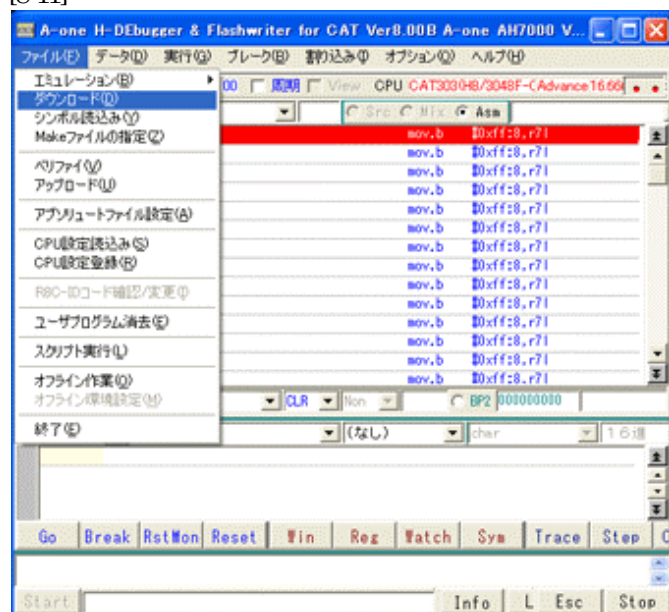 [3-11]
A-one H-DEbugger & Flashwriter for CAT Ver8.00B A-one AH7000 V...
ファイル(E) データ(D) 実行(G) ブレーク(B) 割り込み(I) オプション(O) ヘルプ(H)
エミュレーション(B)
00 周期 View CPU CAT3030H8/3048F-(Advance 16.66
ダウンロード(D)
シンボル読込み(Y)
Src Mix Asm
Makeファイルの指定(Z)
ベリファイ(V)
アップロード(U)
アブソリュートファイル設定(A)
CPU設定読込み(S)
CPU設定登録(R)
RBC-IDコード確認/変更(I)
ユーザプログラム消去(E)
スクリプト実行(L)
オフライン作業(O)
オフライン環境設定(M)
終了(E)
mov.b $0xff:8,r7l
mov.b $0xff:8,r7l
mov.b $0xff:8,r7l
mov.b $0xff:8,r7l
mov.b $0xff:8,r7l
mov.b $0xff:8,r7l
mov.b $0xff:8,r7l
mov.b $0xff:8,r7l
mov.b $0xff:8,r7l
mov.b $0xff:8,r7l
mov.b $0xff:8,r7l
mov.b $0xff:8,r7l
mov.b $0xff:8,r7l
mov.b $0xff:8,r7l
CLR Non BP2 000000000
(なし) char 16進
Go Break RstMon Reset Win Reg Watch Sym Trace Step
Start Info L Esc Stop